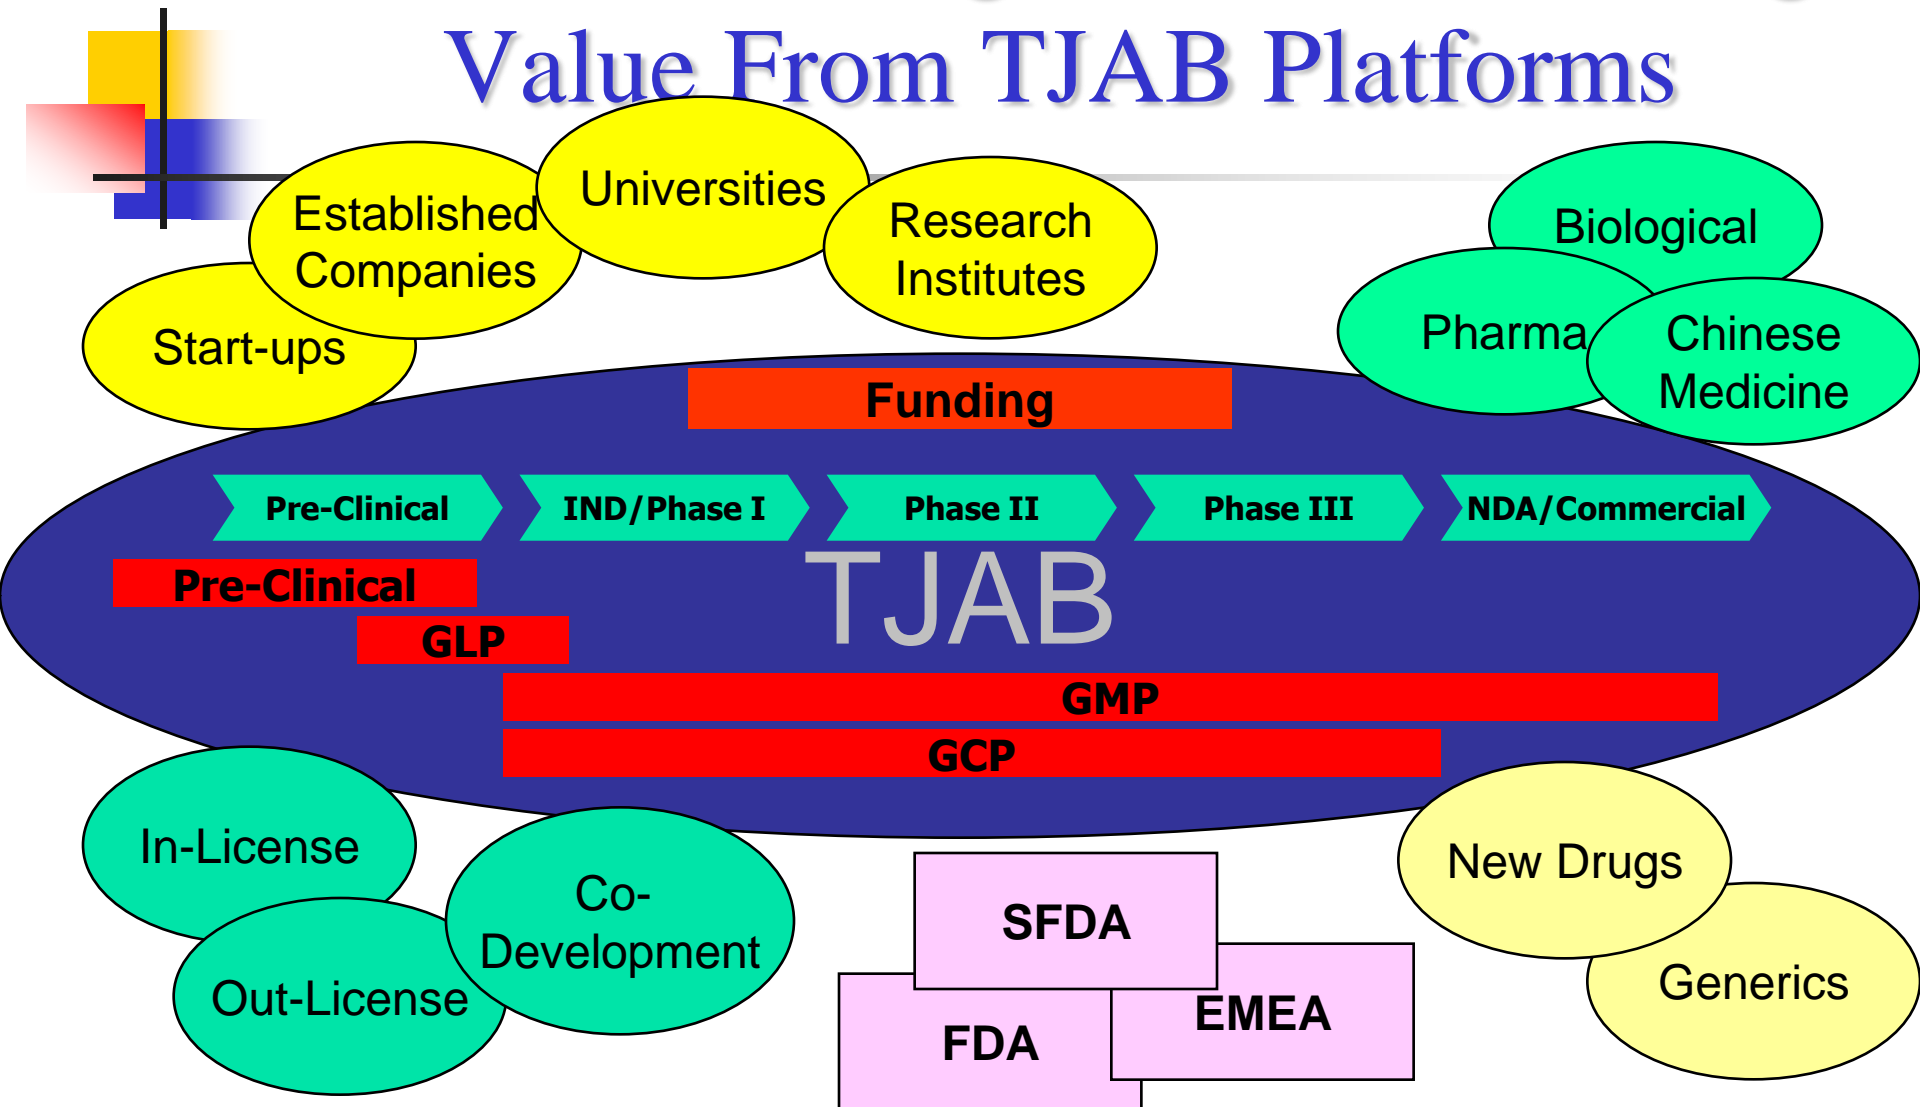 Value From TJAB Platforms
Universities
Established
Companies
Research
Institutes
Start-ups
Biological
Pharma
Chinese
Medicine
Funding
Pre-Clinical
IND/Phase I
Phase II
Phase III
NDA/Commercial
TJAB
Pre-Clinical
GLP
GMP
GCP
In-License
Out-License
Co-
Development
SFDA
EMEA
FDA
New Drugs
Generics